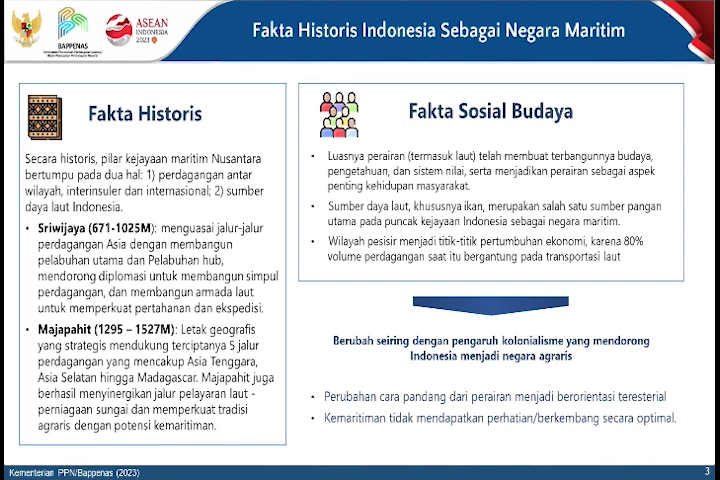 BAPPENAS
ASEAN
INDONESIA
2023
Fakta Historis Indonesia Sebagai Negara Maritim
Fakta Historis
Secara historis, pilar kejayaan maritim Nusantara
bertumpu pada dua hal: 1) perdagangan antar
wilayah, interinsuler dan internasional; 2) sumber
daya laut Indonesia.
• Sriwijaya (671-1025M): menguasai jalur-jalur
perdagangan Asia dengan membangun
pelabuhan utama dan Pelabuhan hub,
mendorong diplomasi untuk membangun simpul
perdagangan, dan membangun armada laut
untuk memperkuat pertahanan dan ekspedisi.
• Majapahit (1295 – 1527M): Letak geografis
yang strategis mendukung terciptanya 5 jalur
perdagangan yang mencakup Asia Tenggara,
Asia Selatan hingga Madagascar. Majapahit juga
berhasil menyinergikan jalur pelayaran laut -
perniagaan sungai dan memperkuat tradisi
agraris dengan potensi kemaritiman.
Fakta Sosial Budaya
• Luasnya perairan (termasuk laut) telah membuat terbangunnya budaya,
pengetahuan, dan sistem nilai, serta menjadikan perairan sebagai aspek
penting kehidupan masyarakat.
• Sumber daya laut, khususnya ikan, merupakan salah satu sumber pangan
utama pada puncak kejayaan Indonesia sebagai negara maritim.
• Wilayah pesisir menjadi titik-titik pertumbuhan ekonomi, karena 80%
volume perdagangan saat itu bergantung pada transportasi laut
Berubah seiring dengan pengaruh kolonialisme yang mendorong
Indonesia menjadi negara agraris
• Perubahan cara pandang dari perairan menjadi berorientasi teresterial
• Kemaritiman tidak mendapatkan perhatian/berkembang secara optimal.
Kementerian PPN/Bappenas (2023)
3